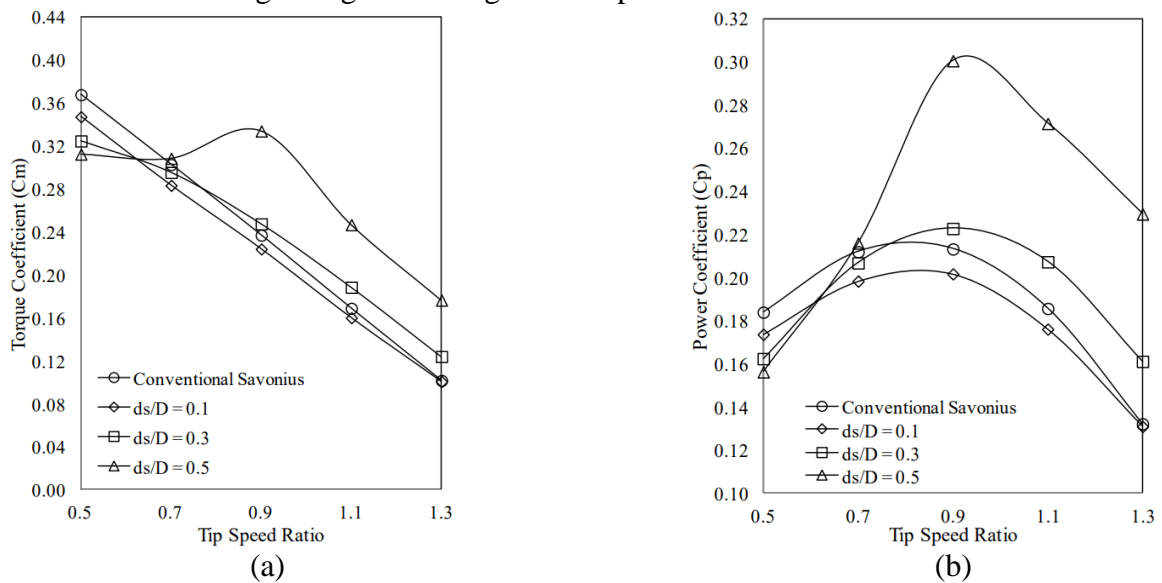 0.44
0.40
0.36
0.32
0.28
0.24
0.20
0.16
0.12
0.08
0.04
0.00
Torque Coefficient (Cm)
Conventional Savonius
ds/D = 0.1
ds/D = 0.3
ds/D = 0.5
0.5 0.7 0.9 1.1 1.3
Tip Speed Ratio
(a)
0.32
0.30
0.28
0.26
0.24
0.22
0.20
0.18
0.16
0.14
0.12
0.10
Power Coefficient (Cp)
Conventional Savonius
ds/D = 0.1
ds/D = 0.3
ds/D = 0.5
0.5 0.7 0.9 1.1 1.3
Tip Speed Ratio
(b)